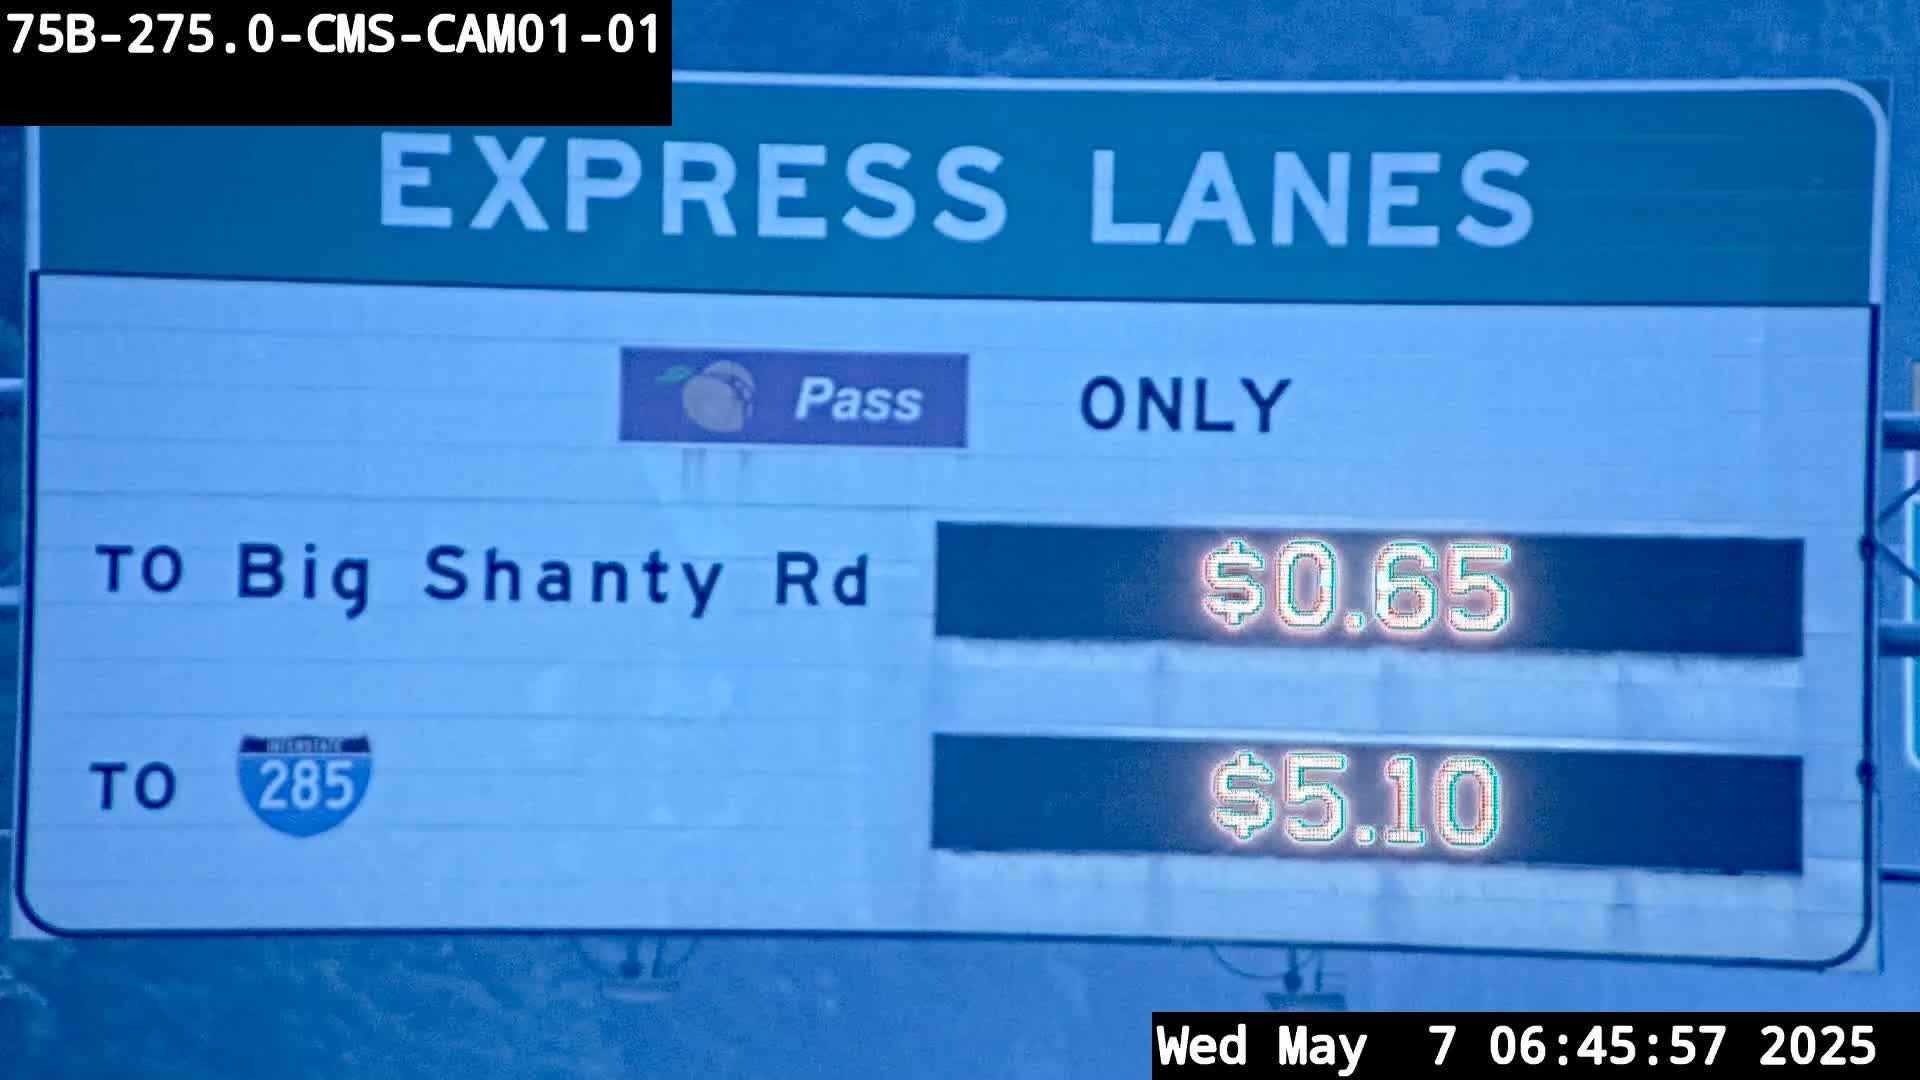 75B-275.0-CMS-CAM01-01
EXPRESS LANES
Pass ONLY
TO Big Shanty Rd $0.65
INTERSTATE
TO 285 $5.10
Wed May 7 06:45:57 2025